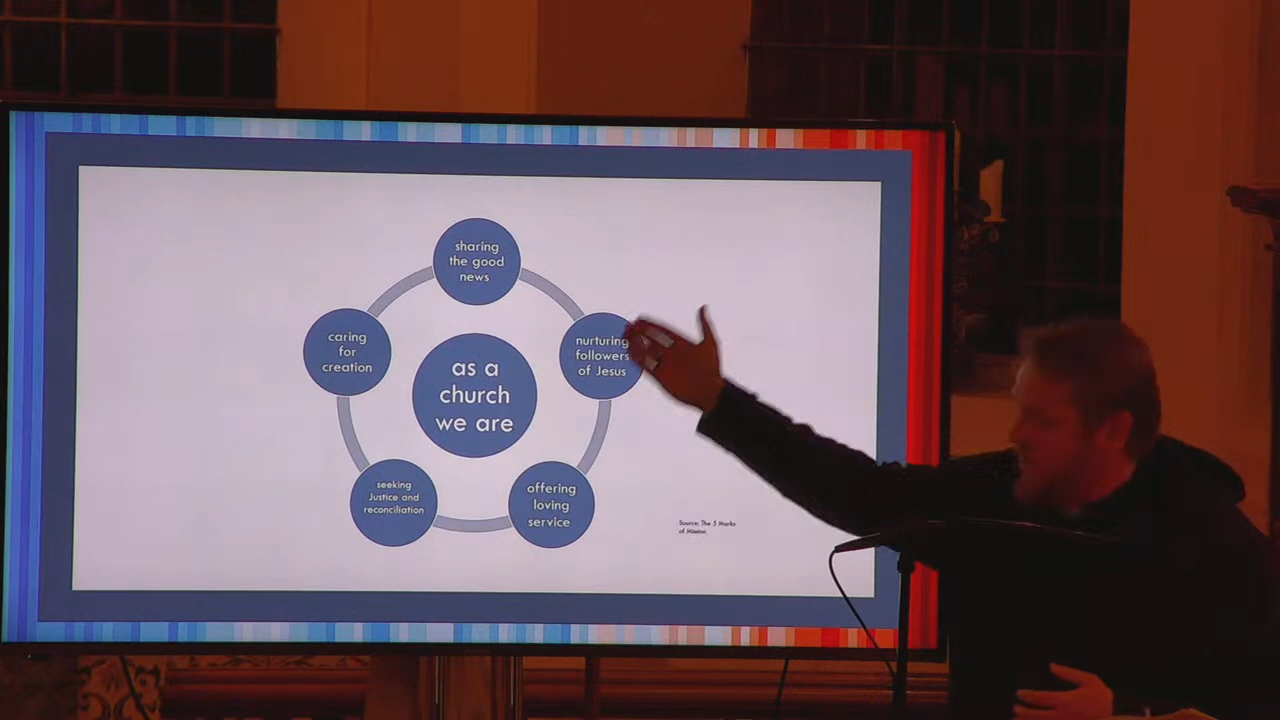 sharing
the good
news
caring
for
creation
nurturing
followers
of Jesus
as a
church
we are
seeking
Justice and
reconciliation
offering
loving
service
Source: The 5 Marks
of Mission